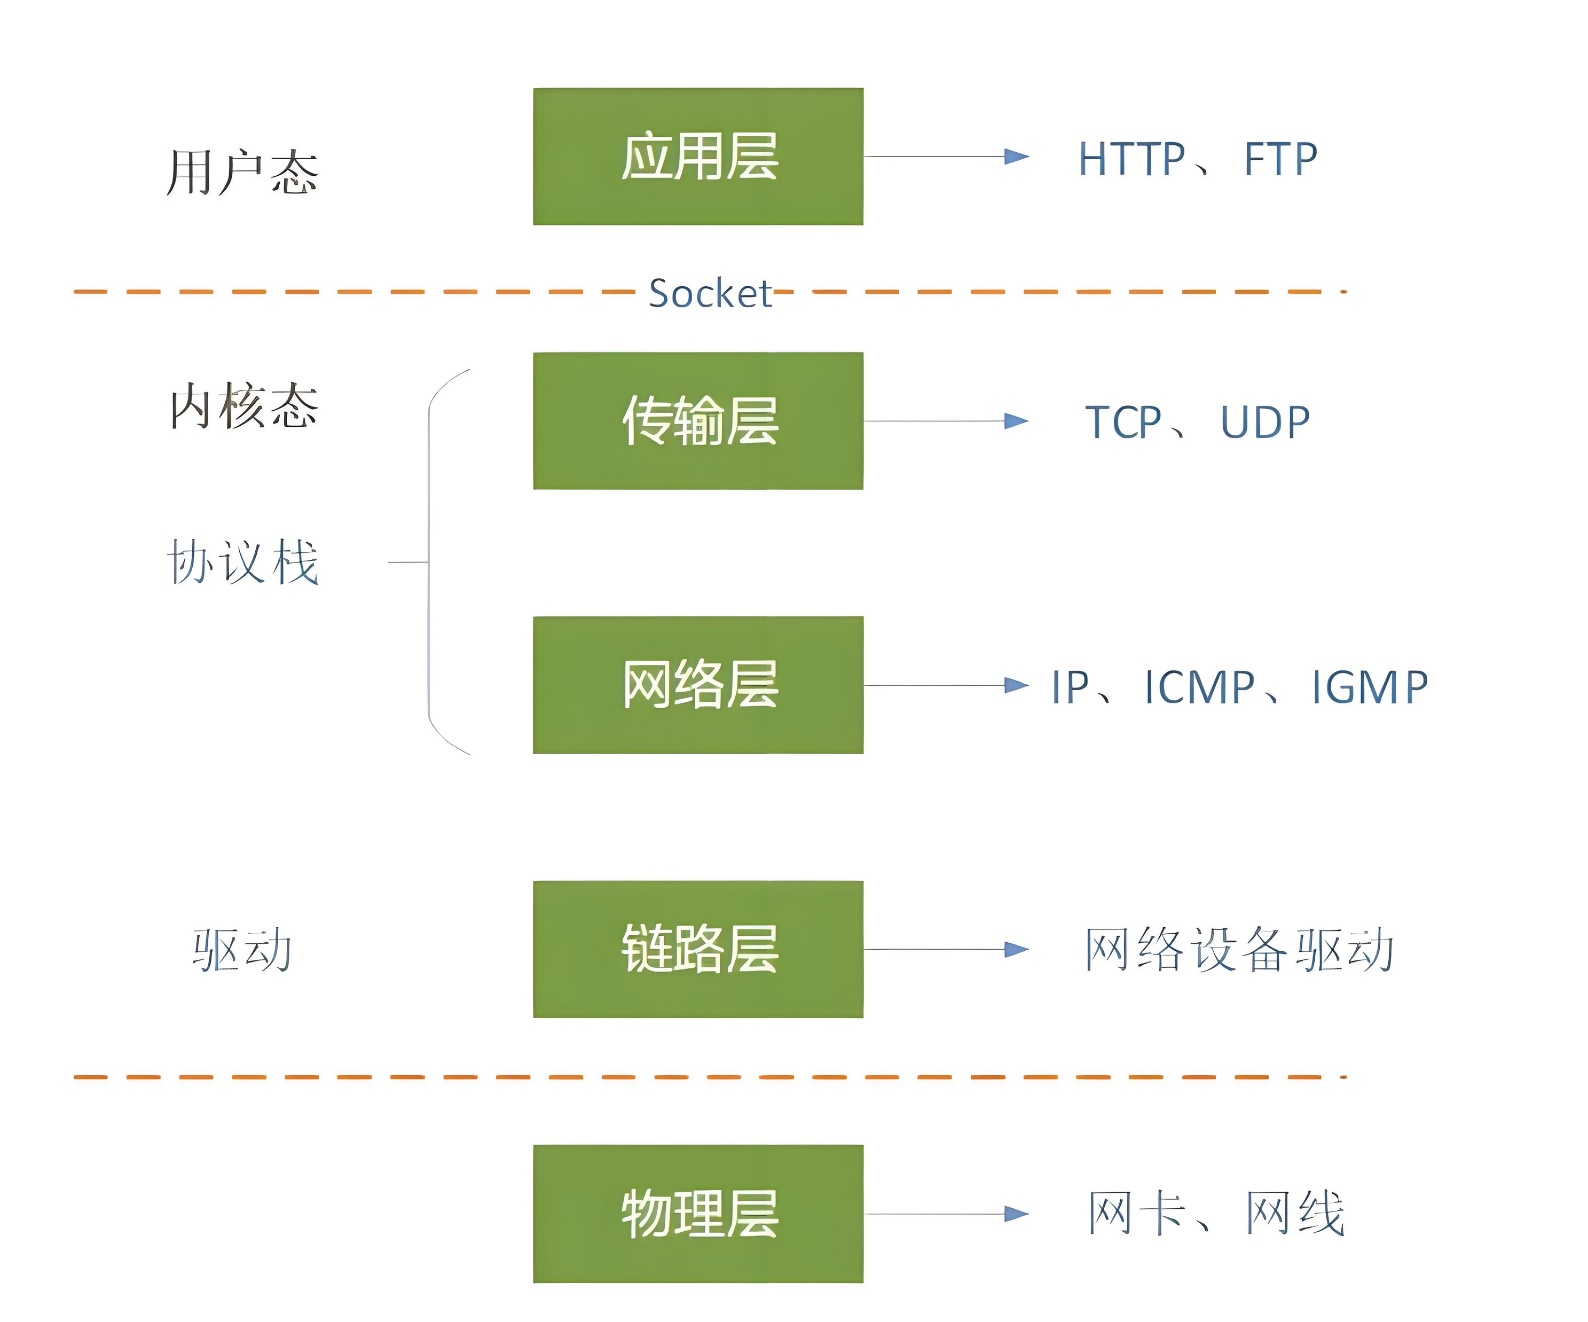 用户态
应用层
HTTP、FTP
Socket
内核态
传输层
TCP、UDP
协议栈
网络层
IP、ICMP、IGMP
驱动
链路层
网络设备驱动
物理层
网卡、网线